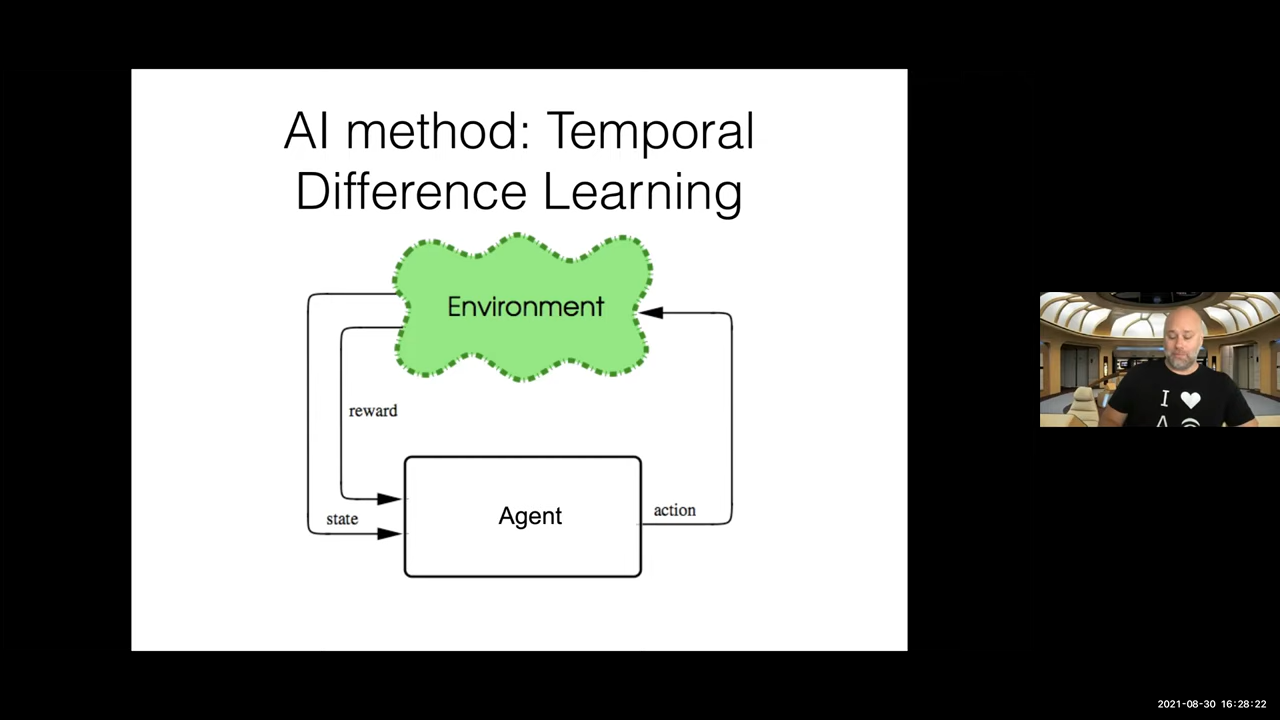 AI method: Temporal
Difference Learning
Environment
reward
Agent
state
action
I
2021-08-30 16:28:22